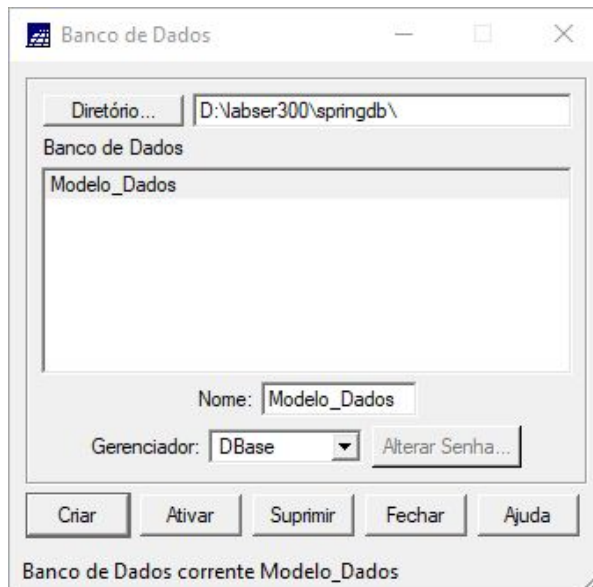 Banco de Dados
Diretório... D:\labser300\springdb\
Banco de Dados
Modelo_Dados
Nome: Modelo_Dados
Gerenciador: DBase Alterar Senha...
Criar Ativar Suprimir Fechar Ajuda
Banco de Dados corrente Modelo_Dados